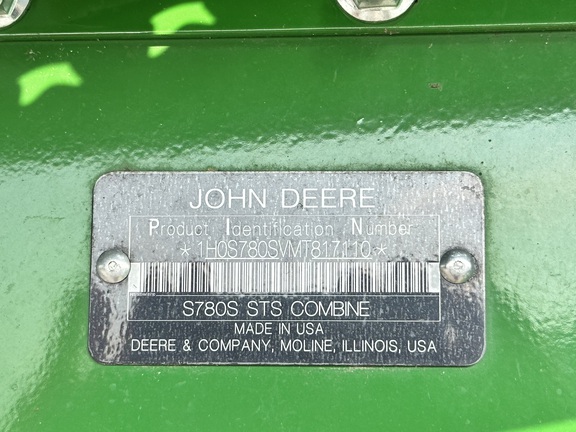 JOHN DEERE
Product Identification Number
*1H0S780SVMT817110*
S780S STS COMBINE
MADE IN USA
DEERE & COMPANY, MOLINE, ILLINOIS, USA